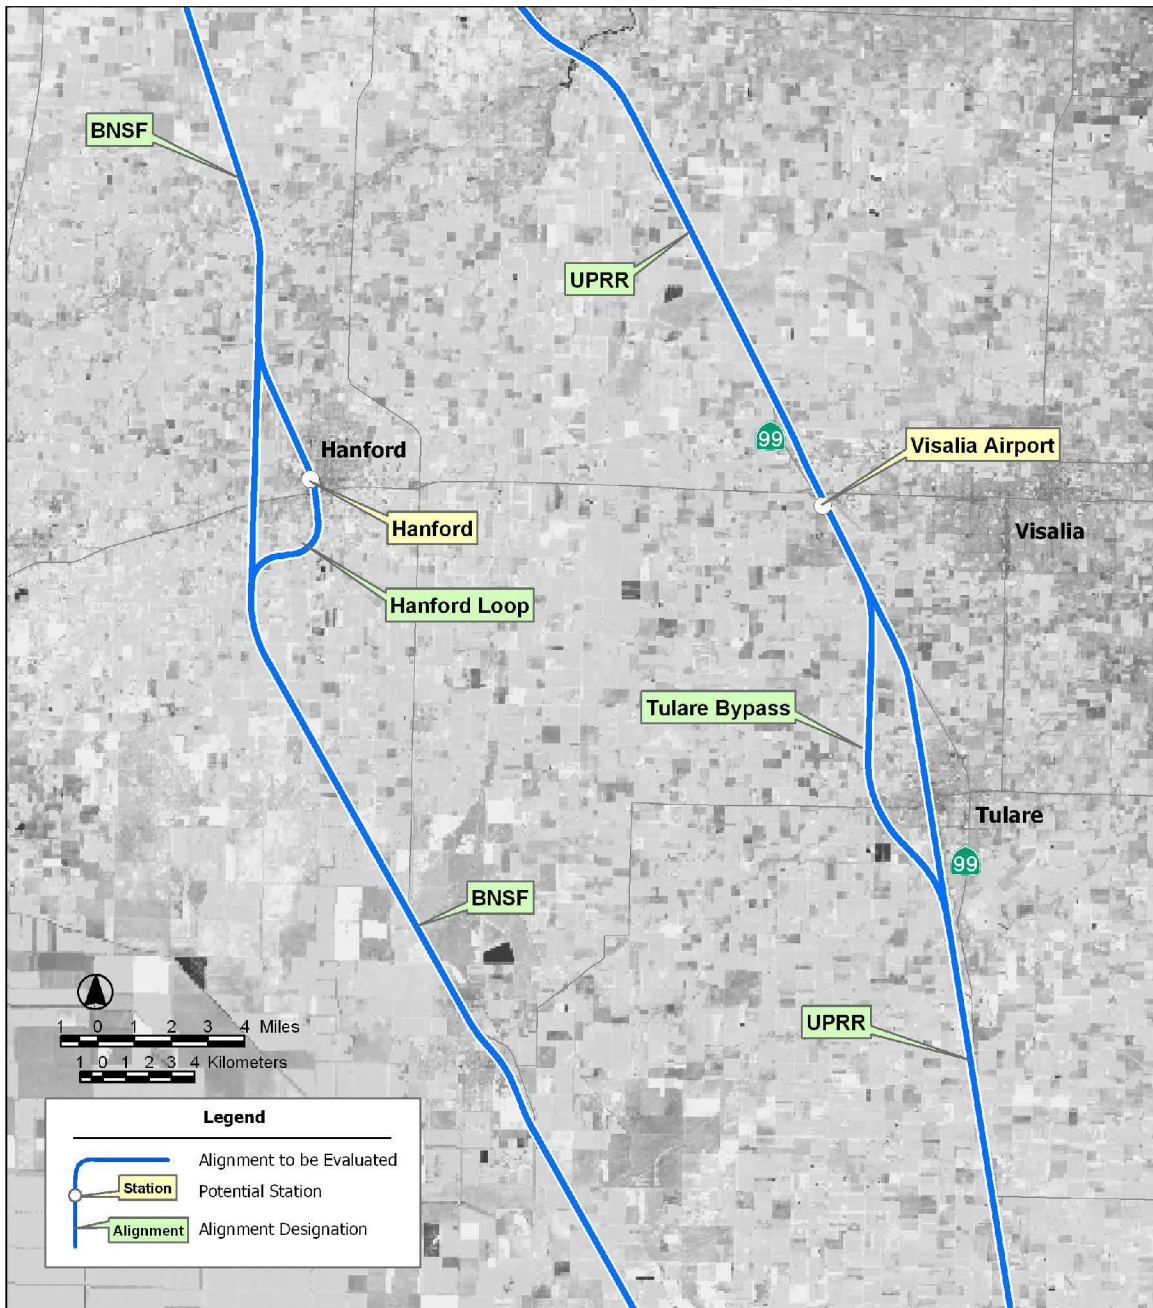 BNSF
UPRR
99
Hanford
Visalia Airport
Hanford
Visalia
Hanford Loop
Tulare Bypass
Tulare
99
BNSF
UPRR
1 0 1 2 3 4 Miles
1 0 1 2 3 4 Kilometers
Legend
Alignment to be Evaluated
Station
Potential Station
Alignment
Alignment Designation